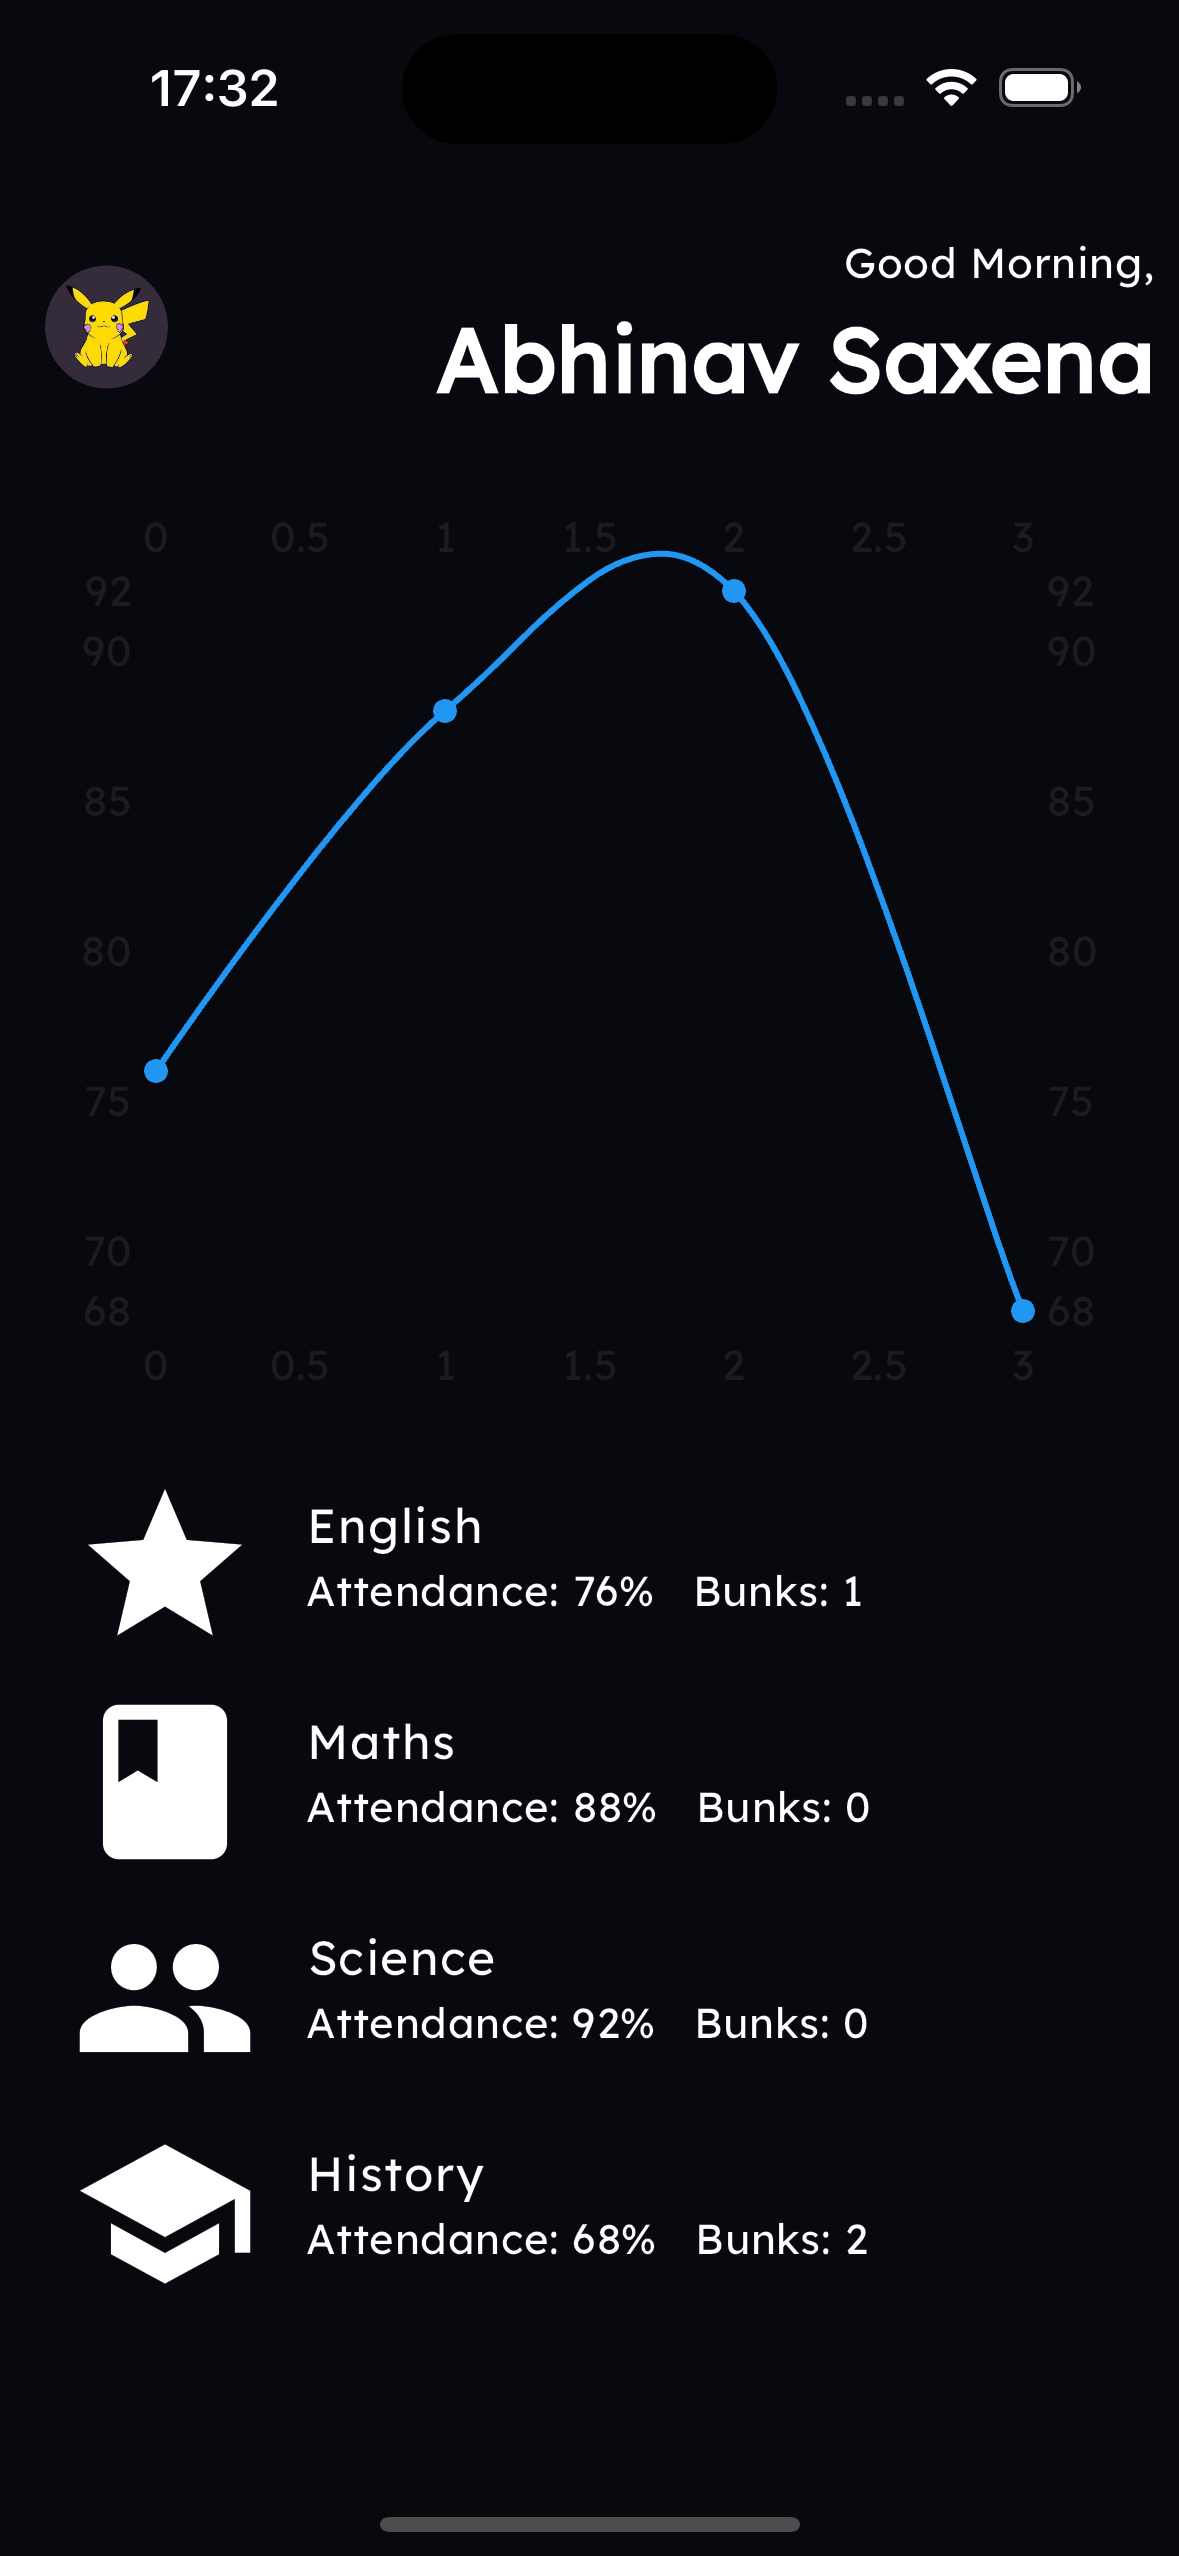 17:32
Good Morning,
Abhinav Saxena
0 0.5 1 1.5 2 2.5 3
92 92
90 90
85 85
80 80
75 75
70 70
68 68
0 0.5 1 1.5 2 2.5 3
English
Attendance: 76% Bunks: 1
Maths
Attendance: 88% Bunks: 0
Science
Attendance: 92% Bunks: 0
History
Attendance: 68% Bunks: 2